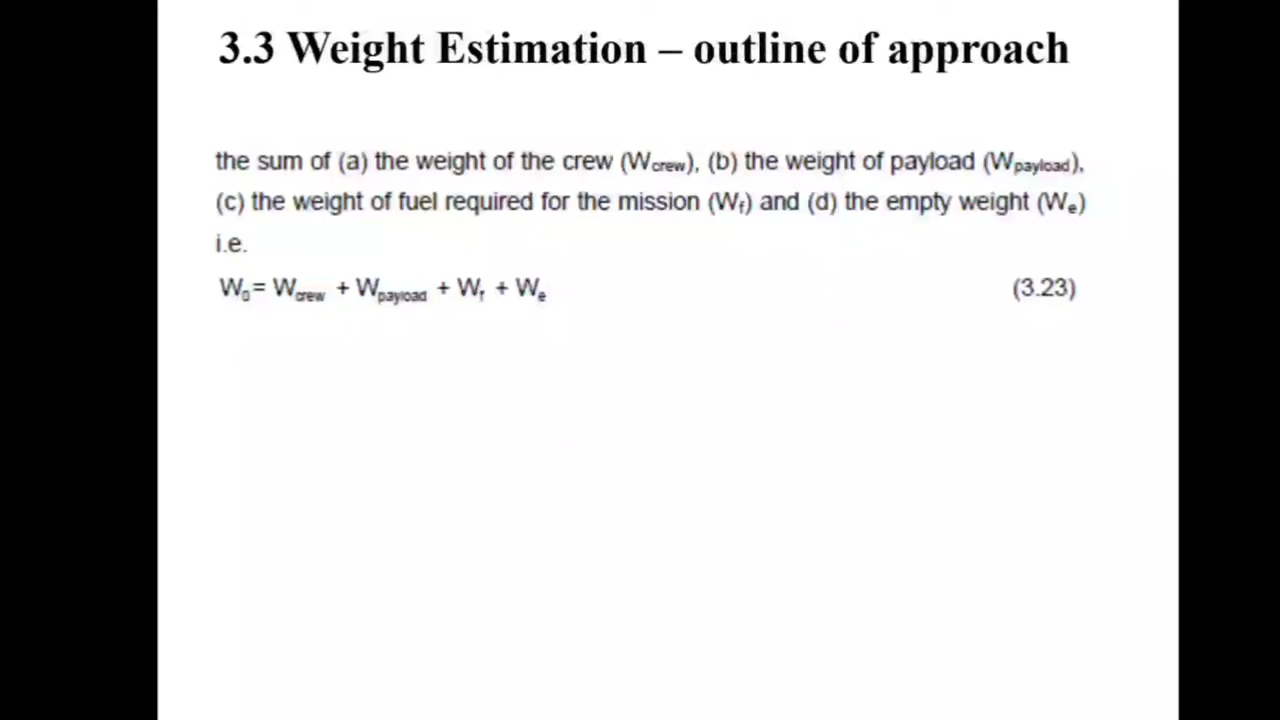 3.3 Weight Estimation – outline of approach
the sum of (a) the weight of the crew (Wcrew), (b) the weight of payload (Wpayload),
(c) the weight of fuel required for the mission (Wf) and (d) the empty weight (We)
i.e.
W0= Wcrew + Wpayload + Wf + We (3.23)